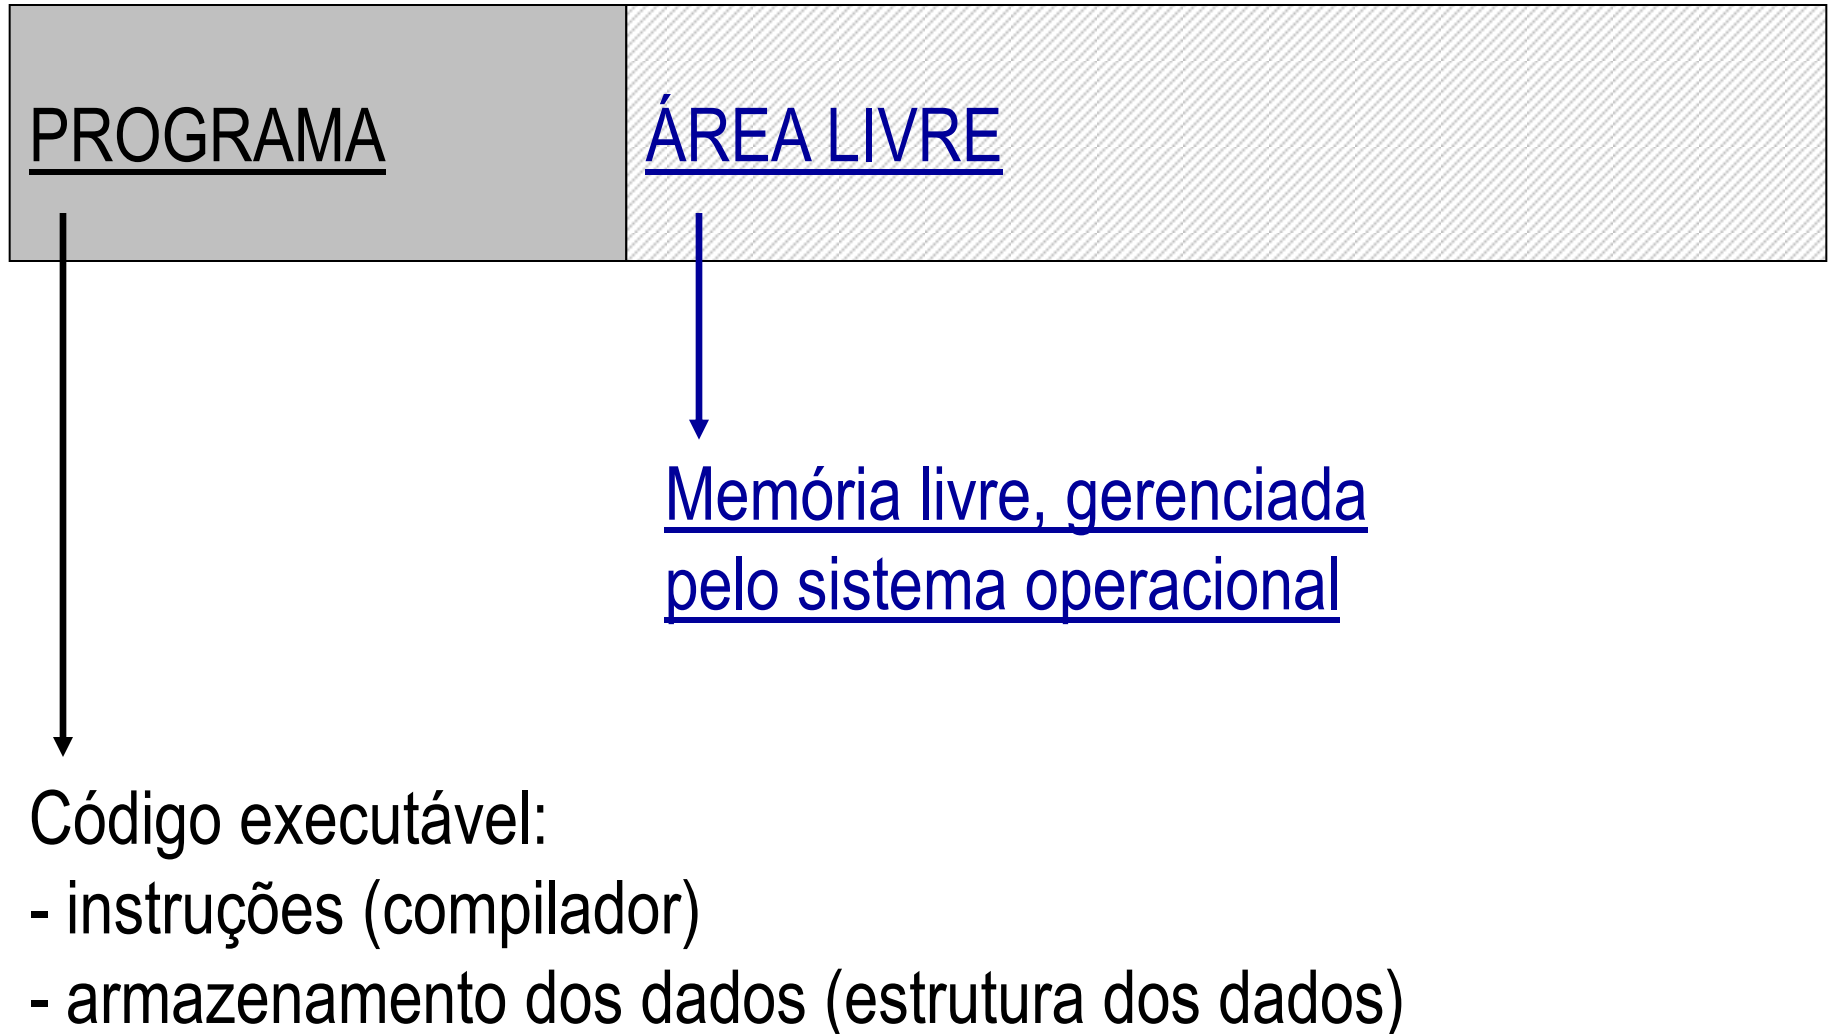 PROGRAMA
ÁREA LIVRE
Memória livre, gerenciada
pelo sistema operacional
Código executável:
- instruções (compilador)
- armazenamento dos dados (estrutura dos dados)